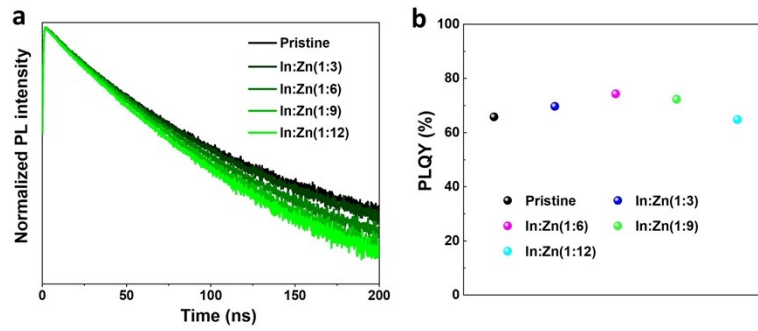 a
Normalized PL intensity
Pristine
In:Zn(1:3)
In:Zn(1:6)
In:Zn(1:9)
In:Zn(1:12)
0 50 100 150 200
Time (ns)
b
PLQY (%)
100
80
60
40
20
0
Pristine In:Zn(1:3)
In:Zn(1:6) In:Zn(1:9)
In:Zn(1:12)